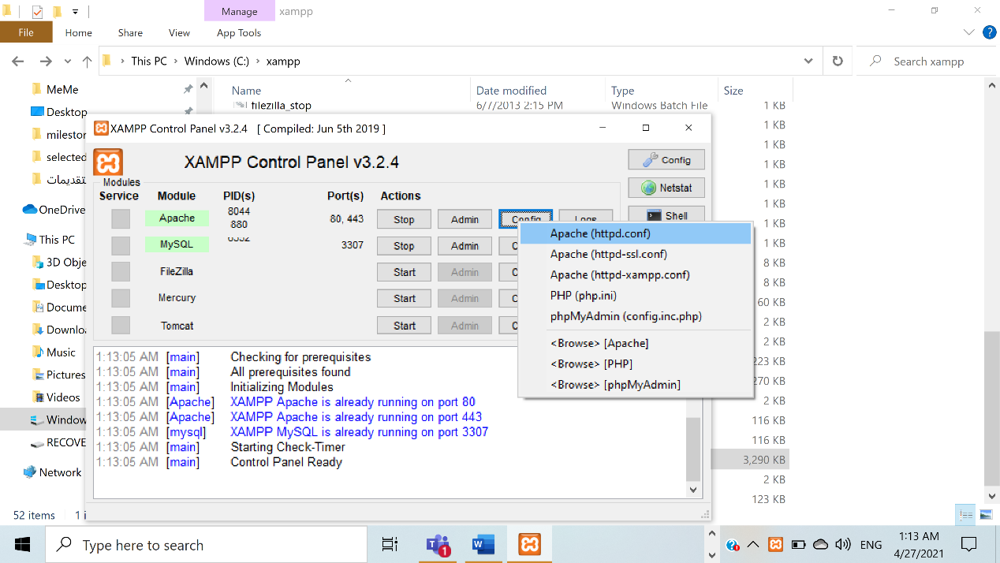 Manage xampp
File Home Share View App Tools
This PC Windows (C:) xampp Search xampp
Name Date modified Type Size
filezilla_stop 6/7/2013 2:15 PM Windows Batch File 1 KB
MeMe
Desktop
selected
OneDrive
This PC
Music
Pictures
Videos
Network
XAMPP Control Panel v3.2.4 [ Compiled: Jun 5th 2019 ]
XAMPP Control Panel v3.2.4
Config
Netstat
Shell
Modules
Service Module PID(s) Port(s) Actions
Apache 8044 880 80, 443 Stop Admin Config Logs
MySQL 3307 Stop Admin
FileZilla Start Admin
Mercury Start Admin
Tomcat Start Admin
Apache (httpd.conf)
Apache (httpd-ssl.conf)
Apache (httpd-xampp.conf)
PHP (php.ini)
phpMyAdmin (config.inc.php)
<Browse> [Apache]
<Browse> [PHP]
<Browse> [phpMyAdmin]
1:13:05 AM [main] Checking for prerequisites
1:13:05 AM [main] All prerequisites found
1:13:05 AM [main] Initializing Modules
1:13:05 AM [Apache] XAMPP Apache is already running on port 80
1:13:05 AM [Apache] XAMPP Apache is already running on port 443
1:13:05 AM [mysql] XAMPP MySQL is already running on port 3307
1:13:05 AM [main] Starting Check-Timer
1:13:05 AM [main] Control Panel Ready
1 KB
1 KB
1 KB
1 KB
1 KB
1 KB
1 KB
8 KB
8 KB
60 KB
2 KB
2 KB
223 KB
270 KB
2 KB
116 KB
116 KB
3,290 KB
2 KB
123 KB
52 items
Type here to search
1
ENG
1:13 AM
4/27/2021